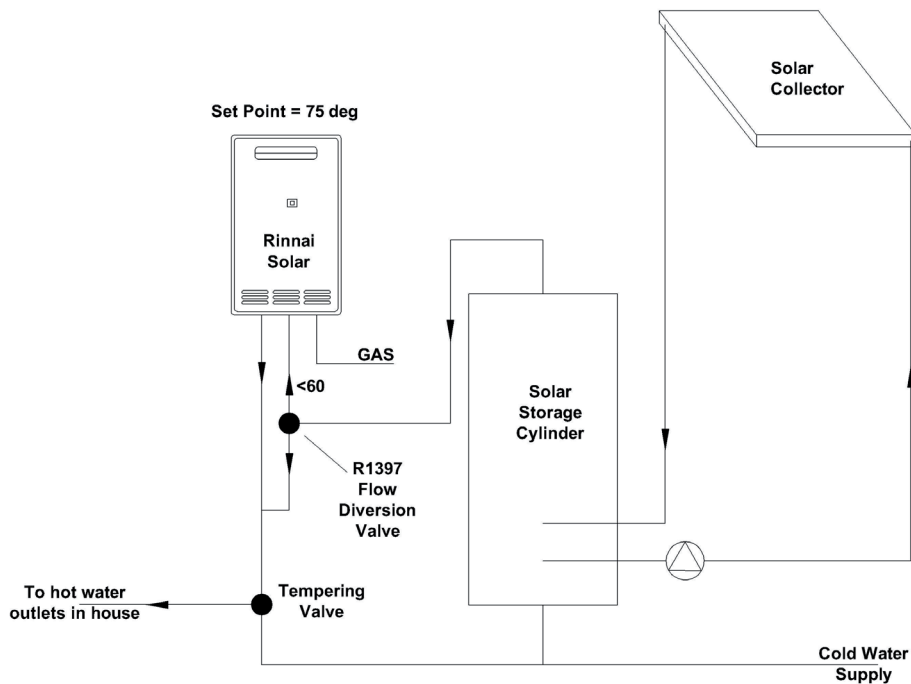 Solar
Collector
Set Point = 75 deg
Rinnai
Solar
GAS
<60
Solar
Storage
Cylinder
R1397
Flow
Diversion
Valve
To hot water
outlets in house
Tempering
Valve
Cold Water
Supply